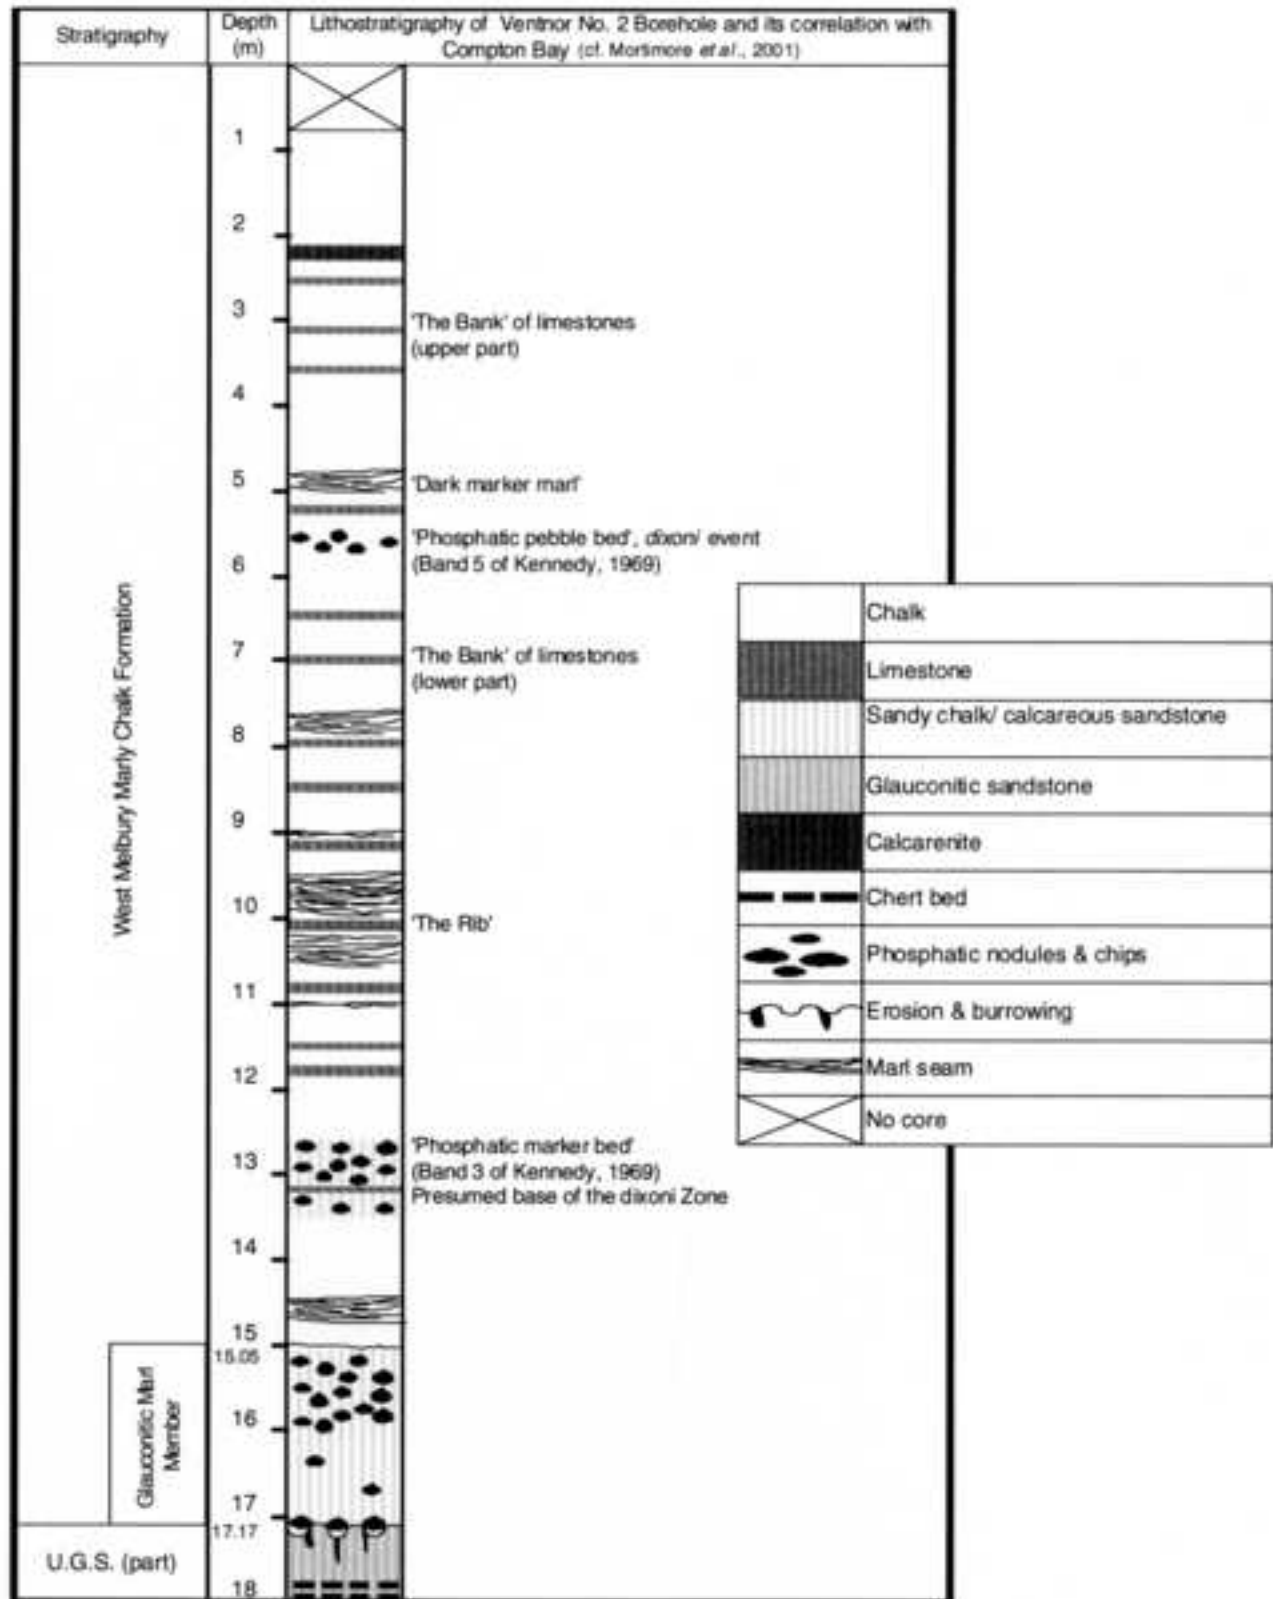 Stratigraphy
Depth
(m)
Lithostratigraphy of Ventnor No. 2 Borehole and its correlation with
Compton Bay (cf. Mortimore et al., 2001)
1
2
3
'The Bank' of limestones
(upper part)
4
5
'Dark marker marl'
'Phosphatic pebble bed', dixoni event
(Band 5 of Kennedy, 1969)
6
7
'The Bank' of limestones
(lower part)
8
9
10
'The Rib'
11
12
'Phosphatic marker bed'
13
(Band 3 of Kennedy, 1969)
Presumed base of the dixoni Zone
14
15
15.05
16
17
17.17
18
West Melbury Marly Chalk Formation
Glauconitic Marl
Member
U.G.S. (part)
Chalk
Limestone
Sandy chalk/ calcareous sandstone
Glauconitic sandstone
Calcarenite
Chert bed
Phosphatic nodules & chips
Erosion & burrowing
Marl seam
No core